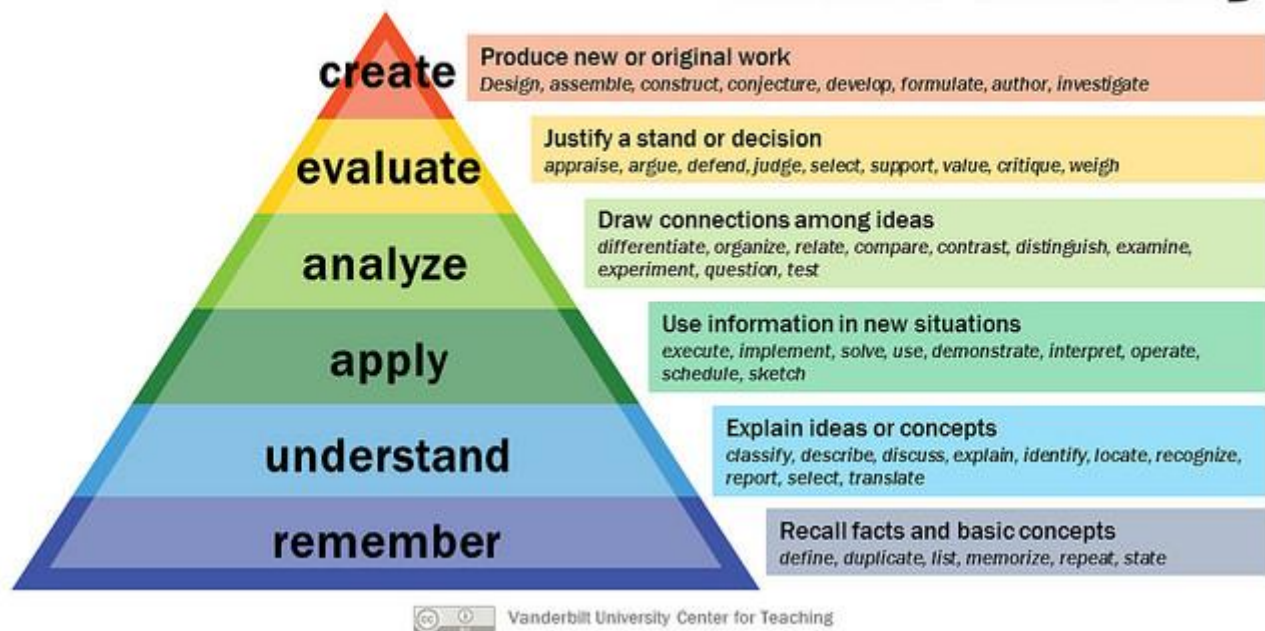 create
Produce new or original work
Design, assemble, construct, conjecture, develop, formulate, author, investigate
evaluate
Justify a stand or decision
appraise, argue, defend, judge, select, support, value, critique, weigh
analyze
Draw connections among ideas
differentiate, organize, relate, compare, contrast, distinguish, examine,
experiment, question, test
apply
Use information in new situations
execute, implement, solve, use, demonstrate, interpret, operate,
schedule, sketch
understand
Explain ideas or concepts
classify, describe, discuss, explain, identify, locate, recognize,
report, select, translate
remember
Recall facts and basic concepts
define, duplicate, list, memorize, repeat, state
cc
Vanderbilt University Center for Teaching